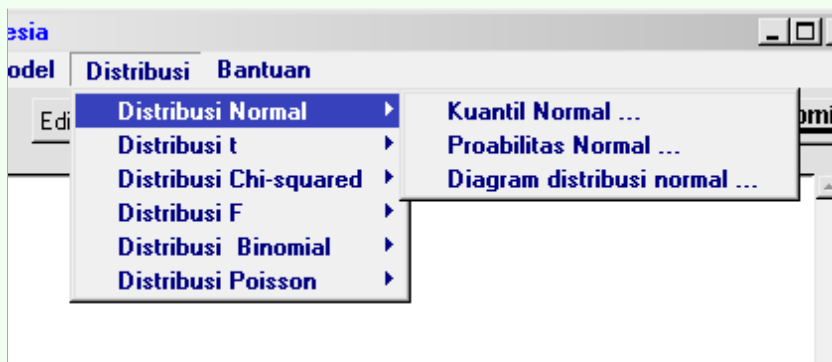 esia
odel Distribusi Bantuan
Edi
Distribusi Normal
Distribusi t
Distribusi Chi-squared
Distribusi F
Distribusi Binomial
Distribusi Poisson
Kuantil Normal ...
Proabilitas Normal ...
Diagram distribusi normal ...
omi